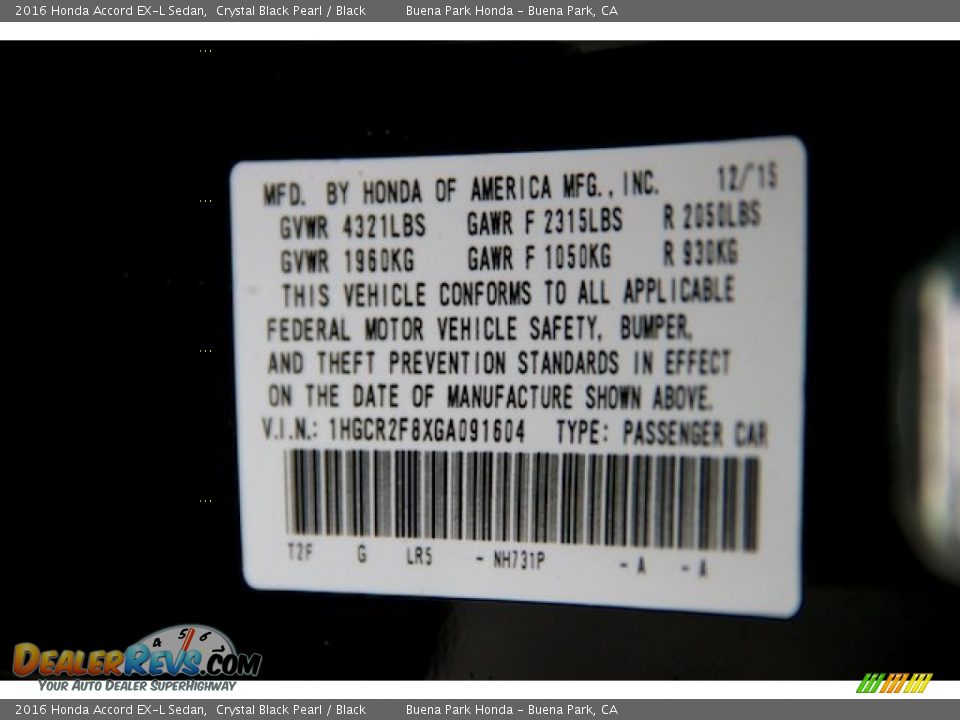 2016 Honda Accord EX-L Sedan,  Crystal Black Pearl / Black  Buena Park Honda - Buena Park, CA
MFD. BY HONDA OF AMERICA MFG., INC. 12/'15
GVWR 4321LBS GAWR F 2315LBS R 2050LBS
GVWR 1960KG GAWR F 1050KG R 930KG
THIS VEHICLE CONFORMS TO ALL APPLICABLE
FEDERAL MOTOR VEHICLE SAFETY, BUMPER,
AND THEFT PREVENTION STANDARDS IN EFFECT
ON THE DATE OF MANUFACTURE SHOWN ABOVE.
V.I.N.: 1HGCR2F8XGA091604 TYPE: PASSENGER CAR
T2F G LR5 - NH731P - A - A
4 5 6 7
DEALERREVS.COM
YOUR AUTO DEALER SUPERHIGHWAY
2016 Honda Accord EX-L Sedan,  Crystal Black Pearl / Black  Buena Park Honda - Buena Park, CA